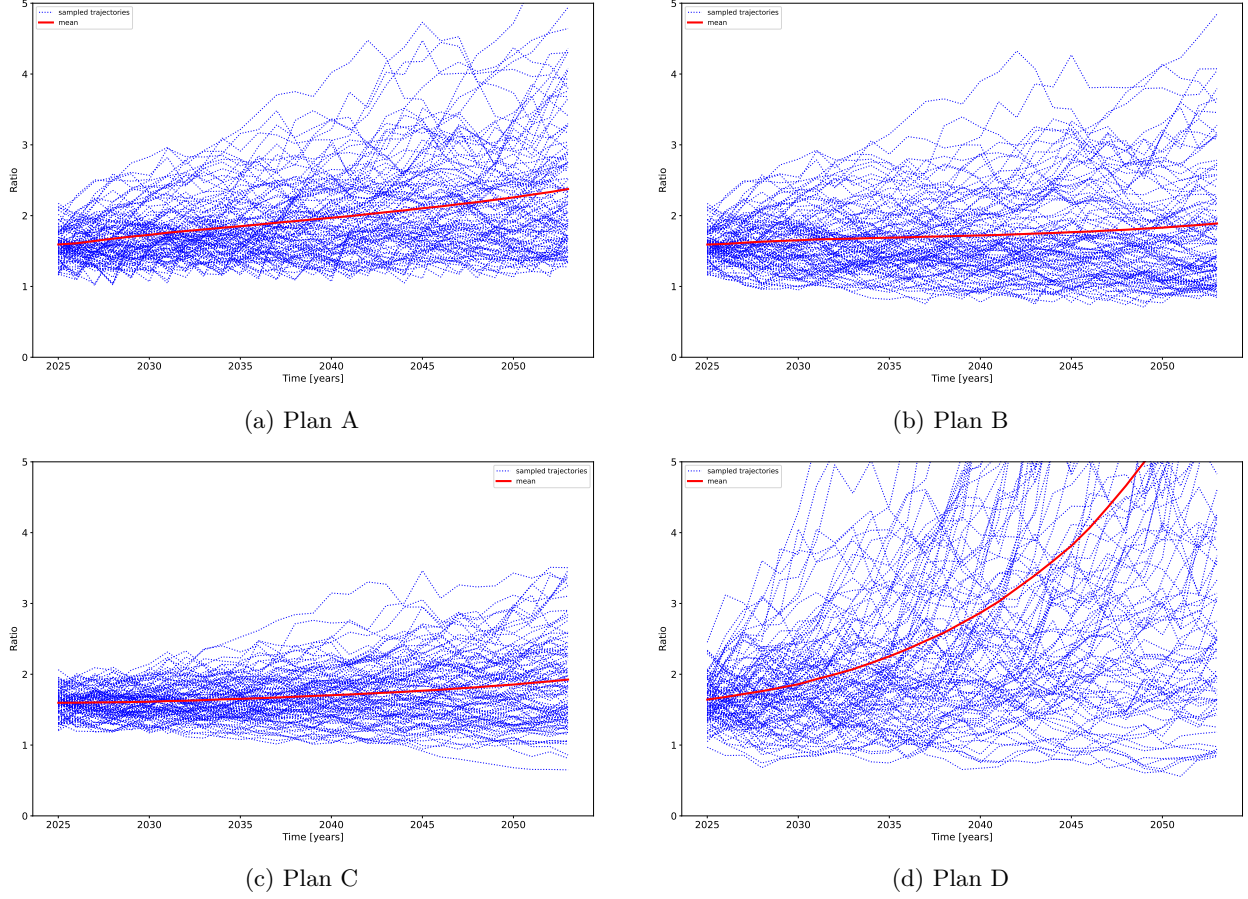 sampled trajectories
mean
Ratio
5
4
3
2
1
0
2025 2030 2035 2040 2045 2050
Time [years]
(a) Plan A
sampled trajectories
mean
Ratio
5
4
3
2
1
0
2025 2030 2035 2040 2045 2050
Time [years]
(b) Plan B
sampled trajectories
mean
Ratio
5
4
3
2
1
0
2025 2030 2035 2040 2045 2050
Time [years]
(c) Plan C
sampled trajectories
mean
Ratio
5
4
3
2
1
0
2025 2030 2035 2040 2045 2050
Time [years]
(d) Plan D